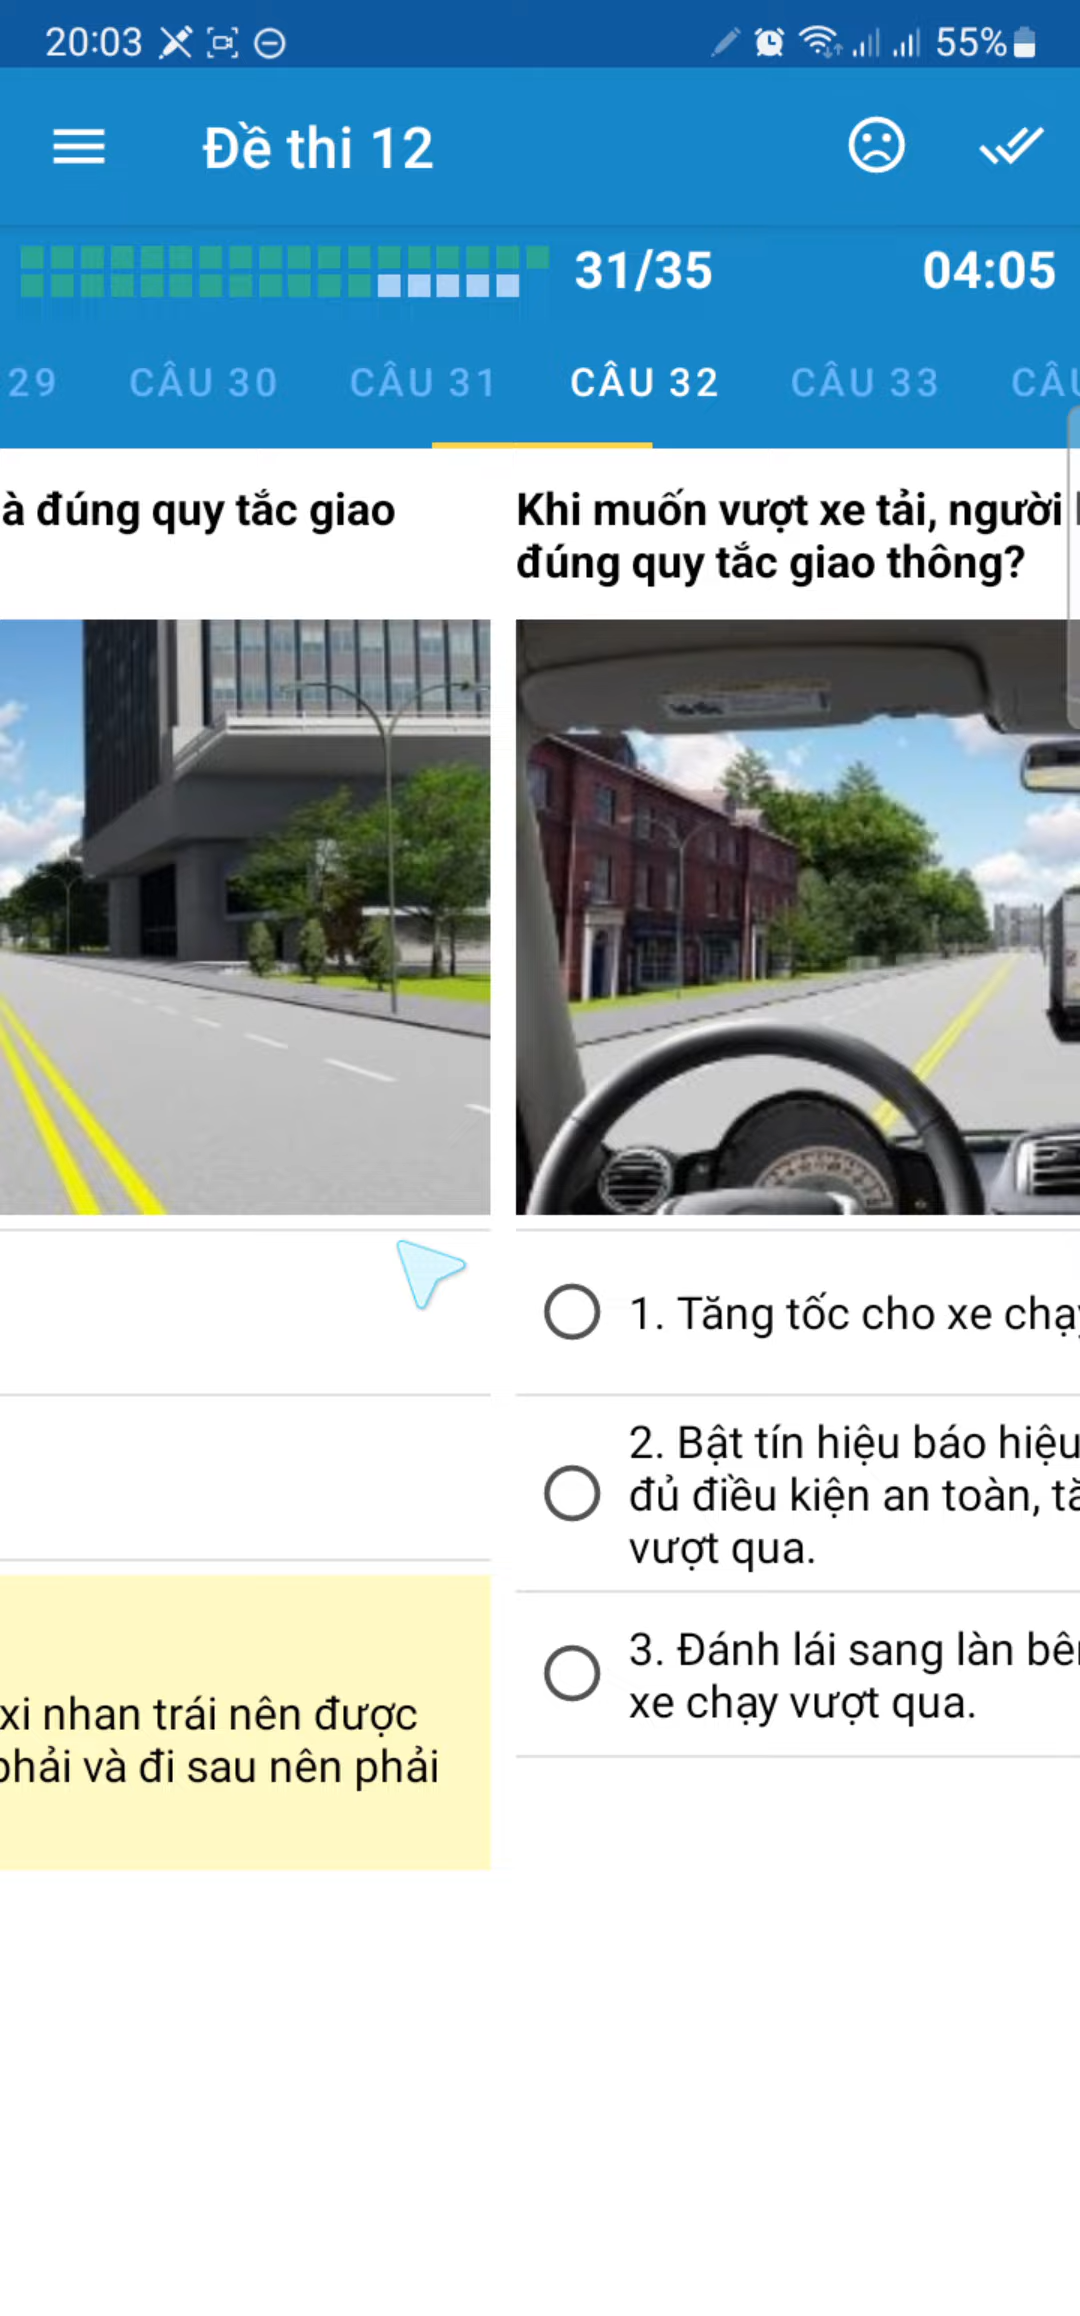 20:03
55%
Đề thi 12
31/35
04:05
29
CÂU 30
CÂU 31
CÂU 32
CÂU 33
CÂU
à đúng quy tắc giao
Khi muốn vượt xe tải, người
đúng quy tắc giao thông?
1. Tăng tốc cho xe chạy
2. Bật tín hiệu báo hiệu
đủ điều kiện an toàn,
vượt qua.
3. Đánh lái sang làn
xe chạy vượt qua.
xi nhan trái nên được
phải và đi sau nên phải